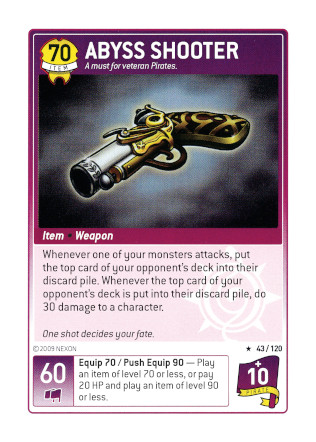 70
ITEM
ABYSS SHOOTER
A must for veteran Pirates.
Item • Weapon
Whenever one of your monsters attacks, put
the top card of your opponent's deck into their
discard pile. Whenever the top card of your
opponent's deck is put into their discard pile, do
30 damage to a character.
One shot decides your fate.
©2009 NEXON
★ 43/120
60
Equip 70 / Push Equip 90 — Play
an item of level 70 or less, or pay
20 HP and play an item of level 90
or less.
+
10
PIRATE